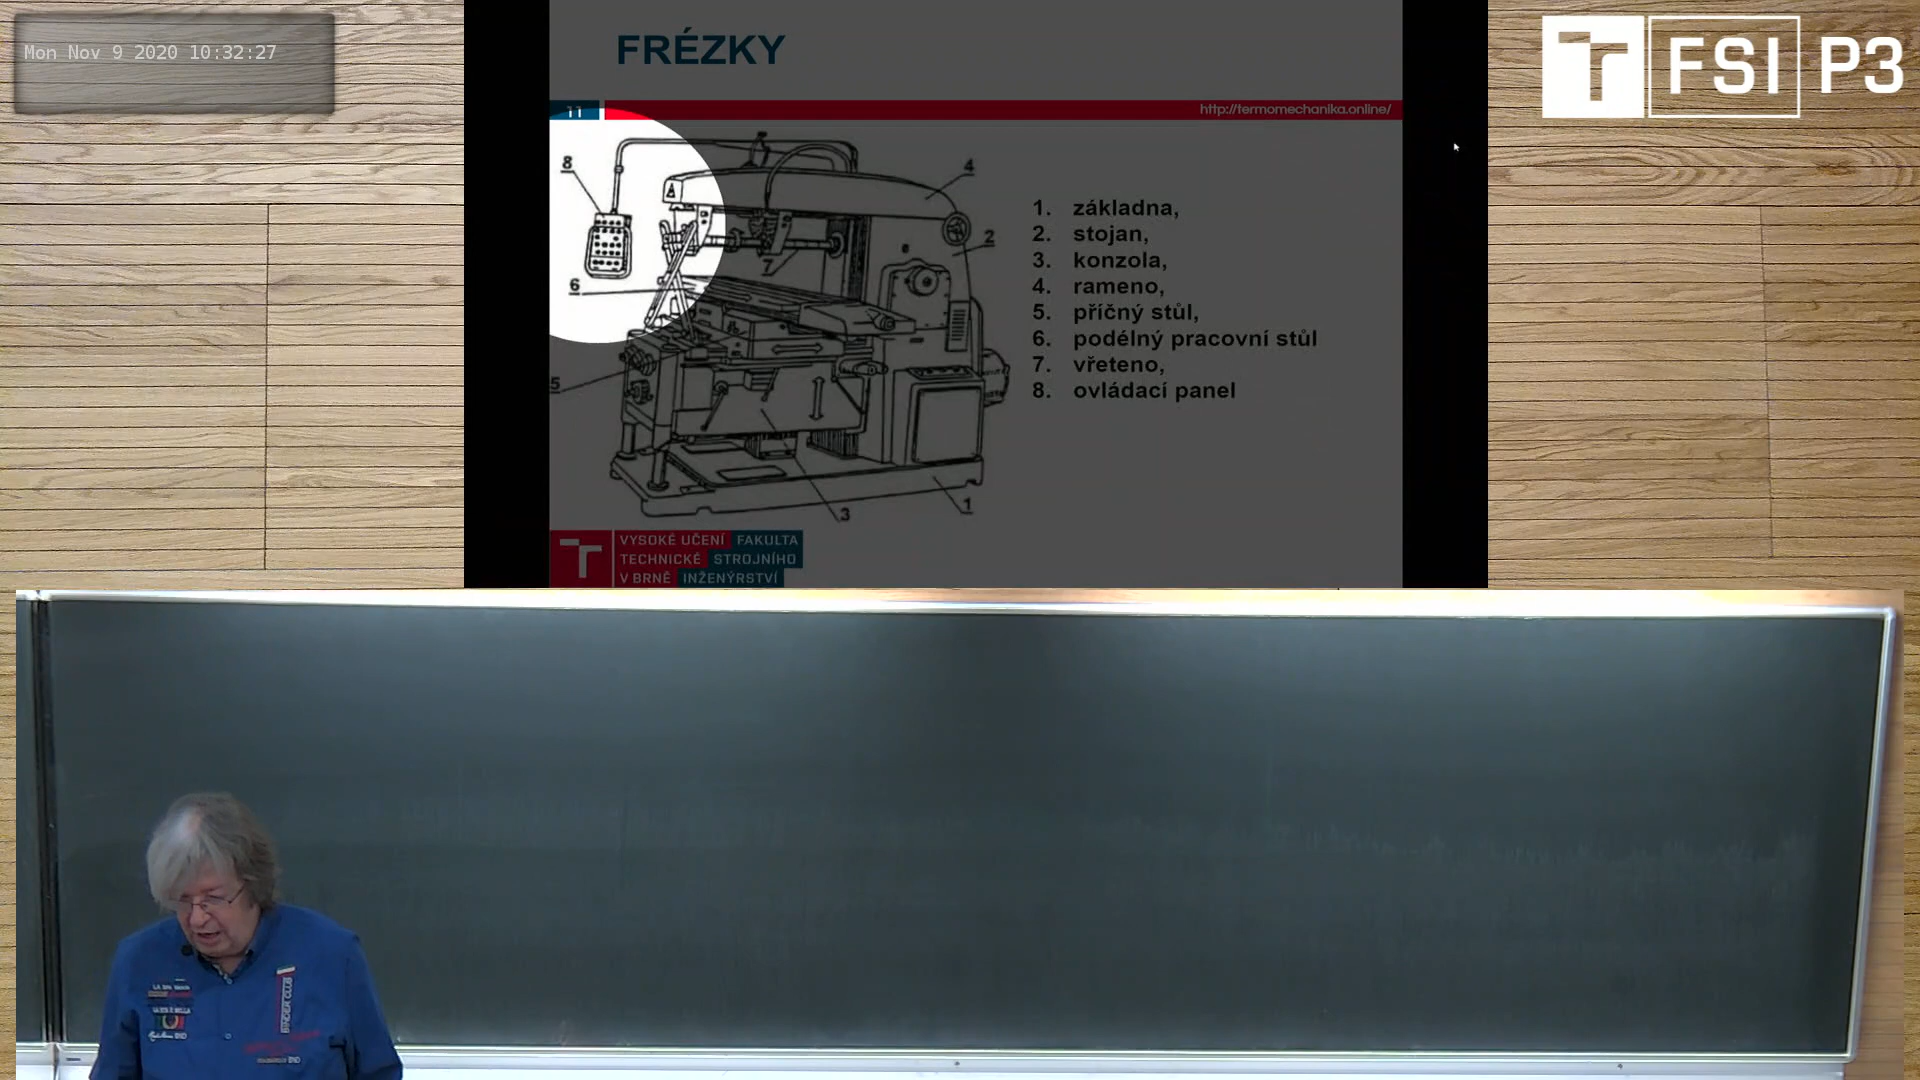 Mon Nov 9 2020 10:32:27
FSI P3
FRÉZKY
11
http://termomechanika.online/
8
A
4
2
B
7
6
5
3
1
1. základna,
2. stojan,
3. konzola,
4. rameno,
5. příčný stůl,
6. podélný pracovní stůl
7. vřeteno,
8. ovládací panel
VYSOKÉ UČENÍ FAKULTA
TECHNICKÉ STROJNÍHO
V BRNĚ INŽENÝRSTVÍ
BINDER CLUB